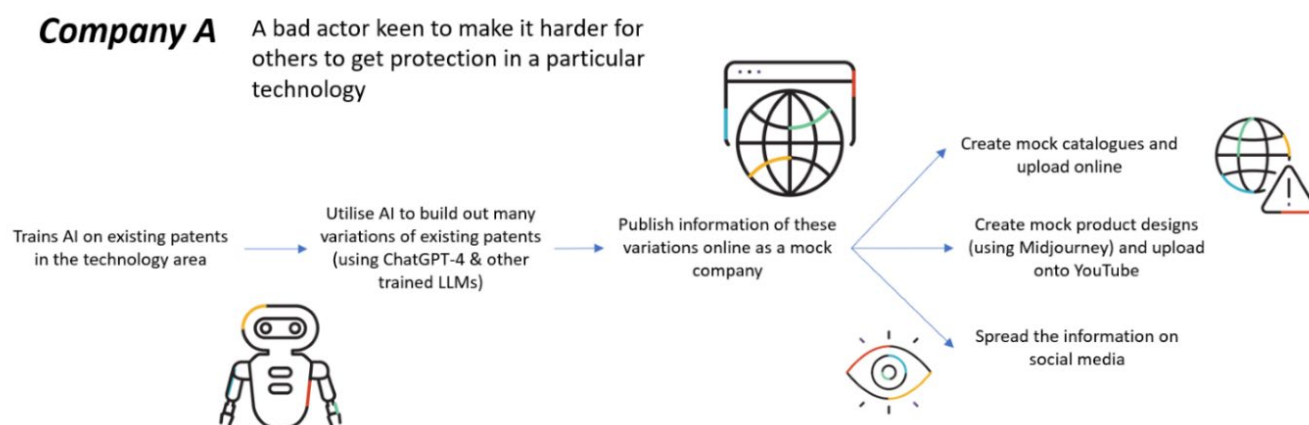 Company A
A bad actor keen to make it harder for
others to get protection in a particular
technology
Trains AI on existing patents
in the technology area
Utilise AI to build out many
variations of existing patents
(using ChatGPT-4 & other
trained LLMs)
Publish information of these
variations online as a mock
company
Create mock catalogues and
upload online
Create mock product designs
(using Midjourney) and upload
onto YouTube
Spread the information on
social media